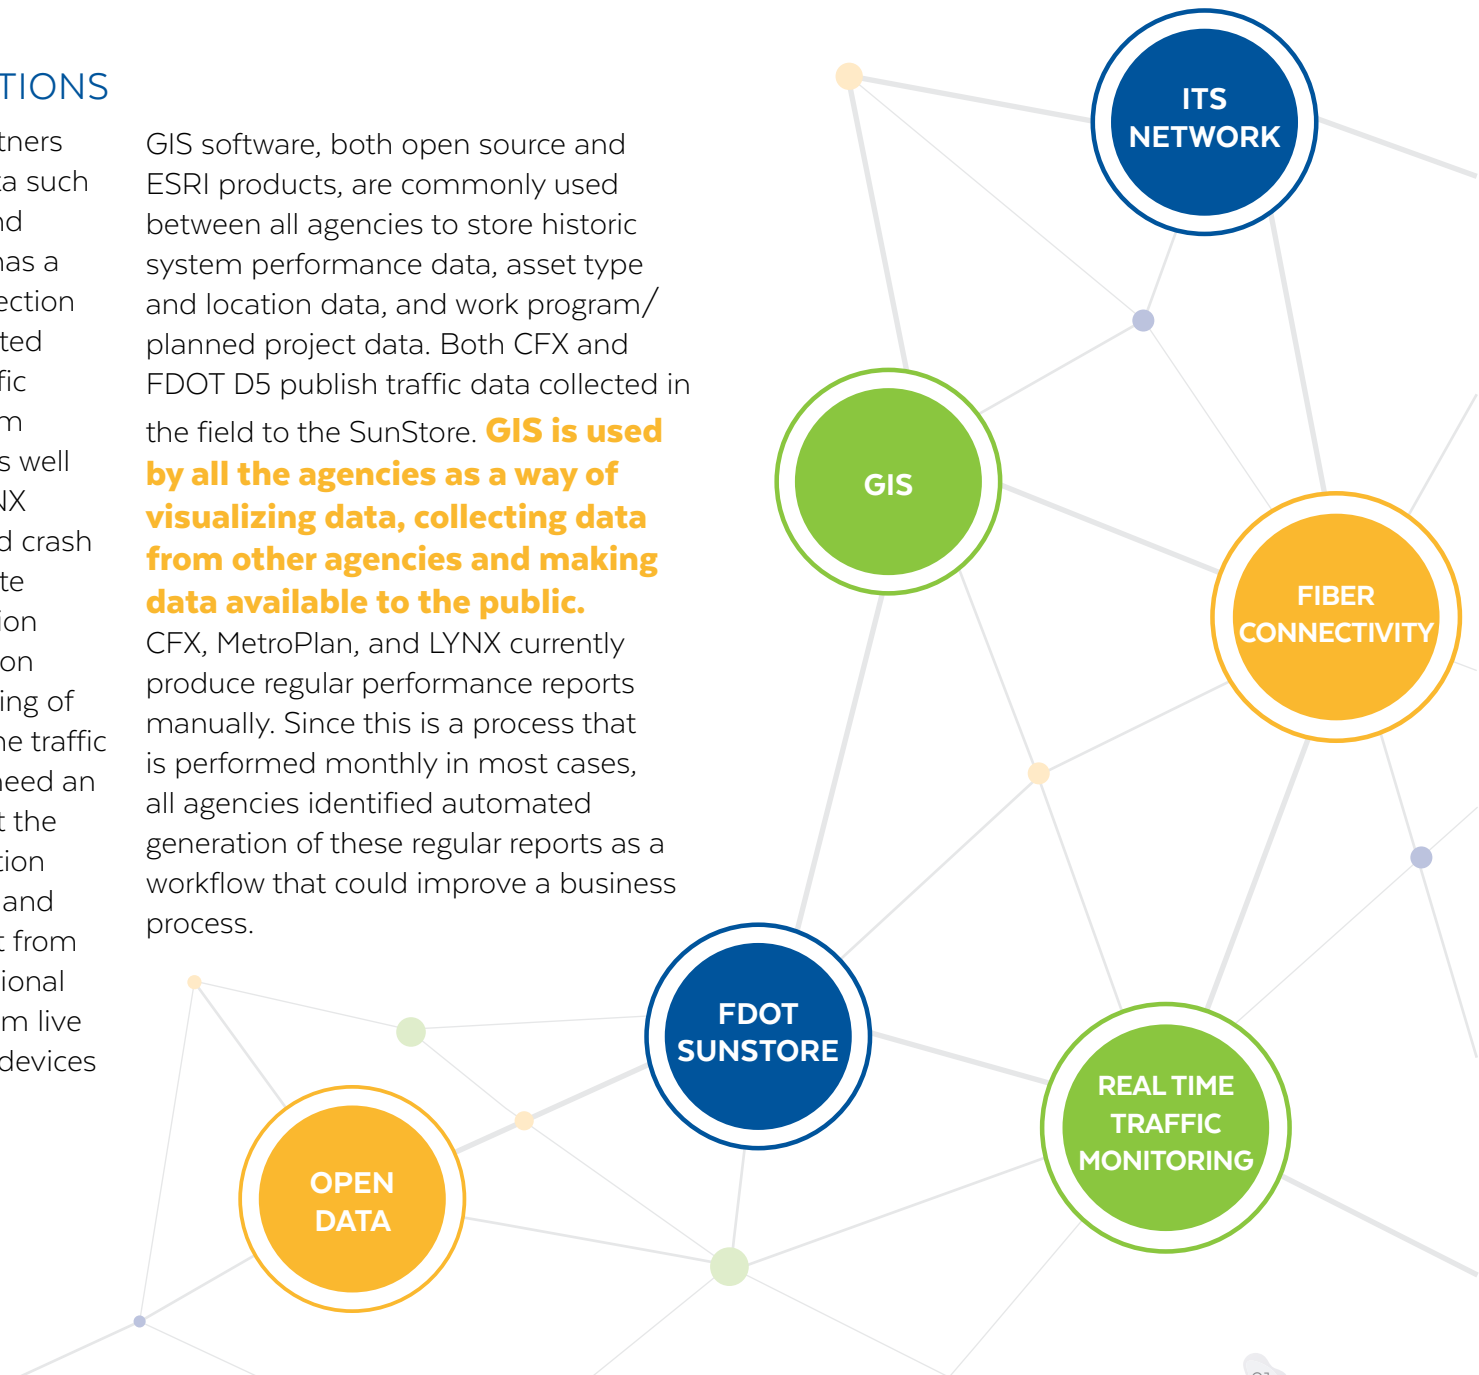 TIONS
tners
ta such
nd
has a
ection
ted
fic
m
s well
NX
d crash
te
tion
on
ing of
ne traffic
need an
t the
tion
and
t from
ional
m live
devices
GIS software, both open source and
ESRI products, are commonly used
between all agencies to store historic
system performance data, asset type
and location data, and work program/
planned project data. Both CFX and
FDOT D5 publish traffic data collected in
the field to the SunStore. GIS is used
by all the agencies as a way of
visualizing data, collecting data
from other agencies and making
data available to the public.
CFX, MetroPlan, and LYNX currently
produce regular performance reports
manually. Since this is a process that
is performed monthly in most cases,
all agencies identified automated
generation of these regular reports as a
workflow that could improve a business
process.
ITS
NETWORK
GIS
FIBER
CONNECTIVITY
FDOT
SUNSTORE
REAL TIME
TRAFFIC
MONITORING
OPEN
DATA